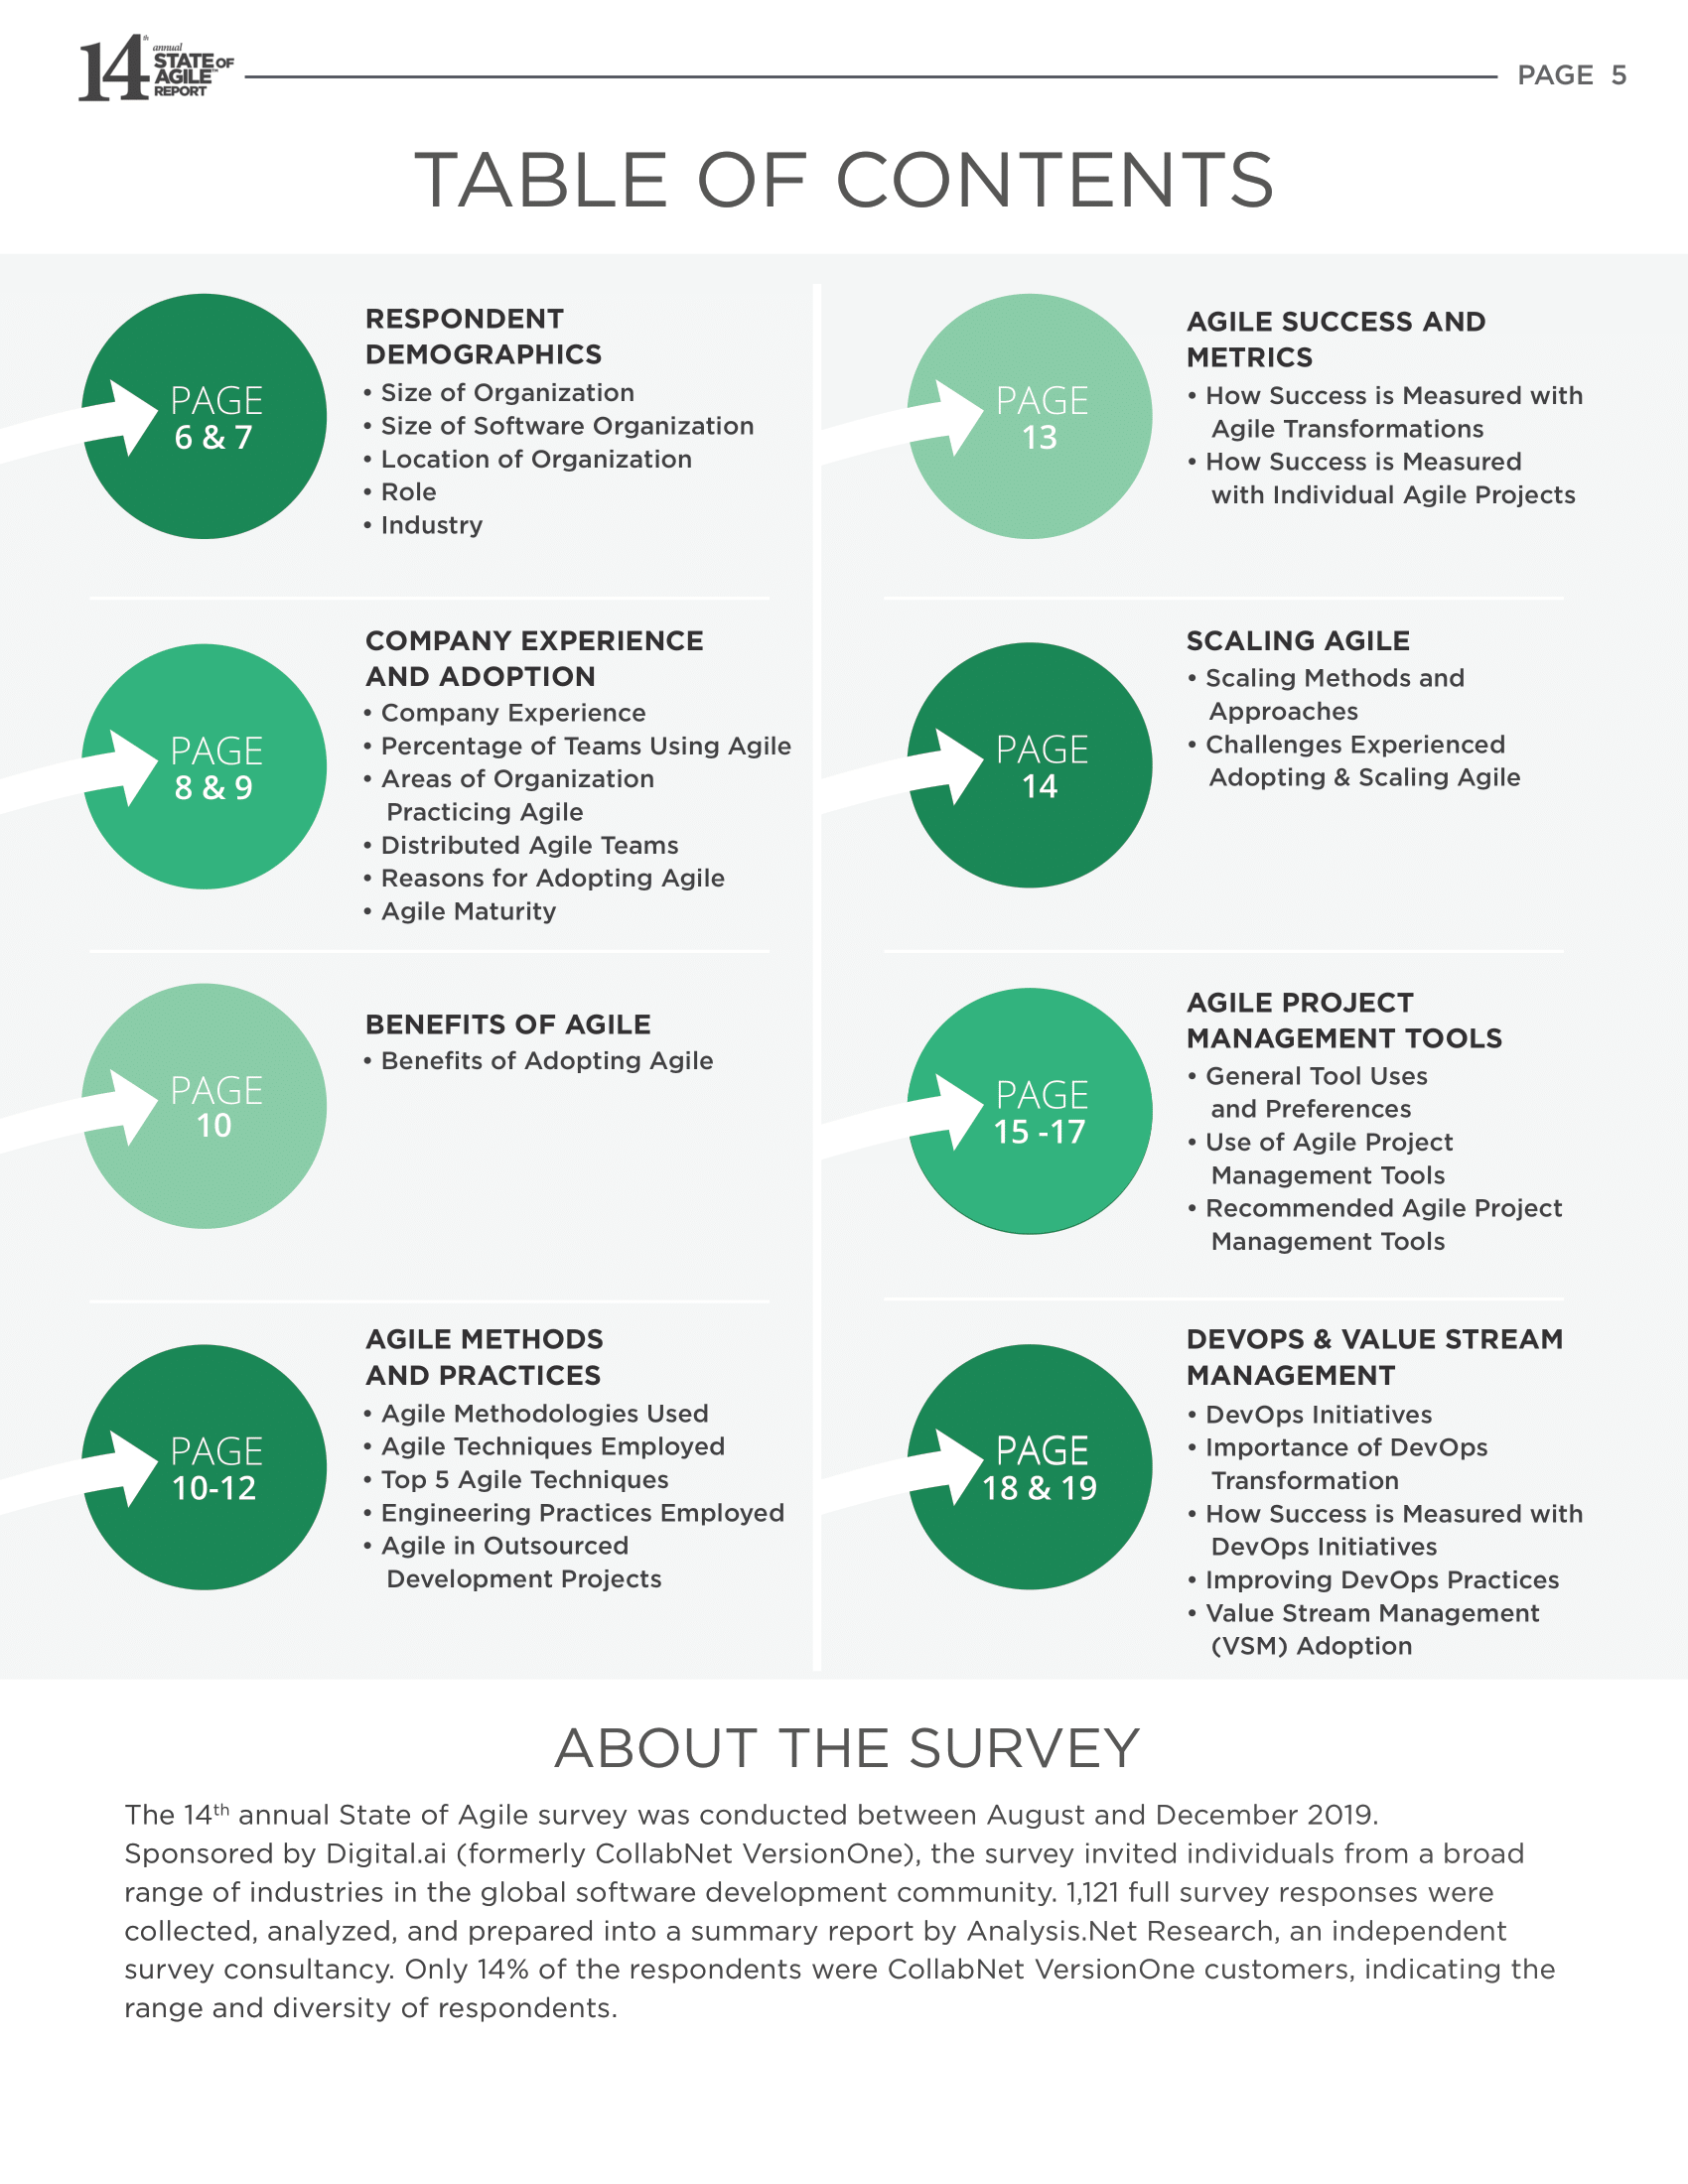 14th annual
STATE OF
AGILE™
REPORT
PAGE 5
TABLE OF CONTENTS
PAGE
6 & 7
RESPONDENT
DEMOGRAPHICS
• Size of Organization
• Size of Software Organization
• Location of Organization
• Role
• Industry
PAGE
8 & 9
COMPANY EXPERIENCE
AND ADOPTION
• Company Experience
• Percentage of Teams Using Agile
• Areas of Organization
Practicing Agile
• Distributed Agile Teams
• Reasons for Adopting Agile
• Agile Maturity
PAGE
10
BENEFITS OF AGILE
• Benefits of Adopting Agile
PAGE
10-12
AGILE METHODS
AND PRACTICES
• Agile Methodologies Used
• Agile Techniques Employed
• Top 5 Agile Techniques
• Engineering Practices Employed
• Agile in Outsourced
Development Projects
PAGE
13
AGILE SUCCESS AND
METRICS
• How Success is Measured with
Agile Transformations
• How Success is Measured
with Individual Agile Projects
PAGE
14
SCALING AGILE
• Scaling Methods and
Approaches
• Challenges Experienced
Adopting & Scaling Agile
PAGE
15 -17
AGILE PROJECT
MANAGEMENT TOOLS
• General Tool Uses
and Preferences
• Use of Agile Project
Management Tools
• Recommended Agile Project
Management Tools
PAGE
18 & 19
DEVOPS & VALUE STREAM
MANAGEMENT
• DevOps Initiatives
• Importance of DevOps
Transformation
• How Success is Measured with
DevOps Initiatives
• Improving DevOps Practices
• Value Stream Management
(VSM) Adoption
ABOUT THE SURVEY
The 14th annual State of Agile survey was conducted between August and December 2019.
Sponsored by Digital.ai (formerly CollabNet VersionOne), the survey invited individuals from a broad
range of industries in the global software development community. 1,121 full survey responses were
collected, analyzed, and prepared into a summary report by Analysis.Net Research, an independent
survey consultancy. Only 14% of the respondents were CollabNet VersionOne customers, indicating the
range and diversity of respondents.